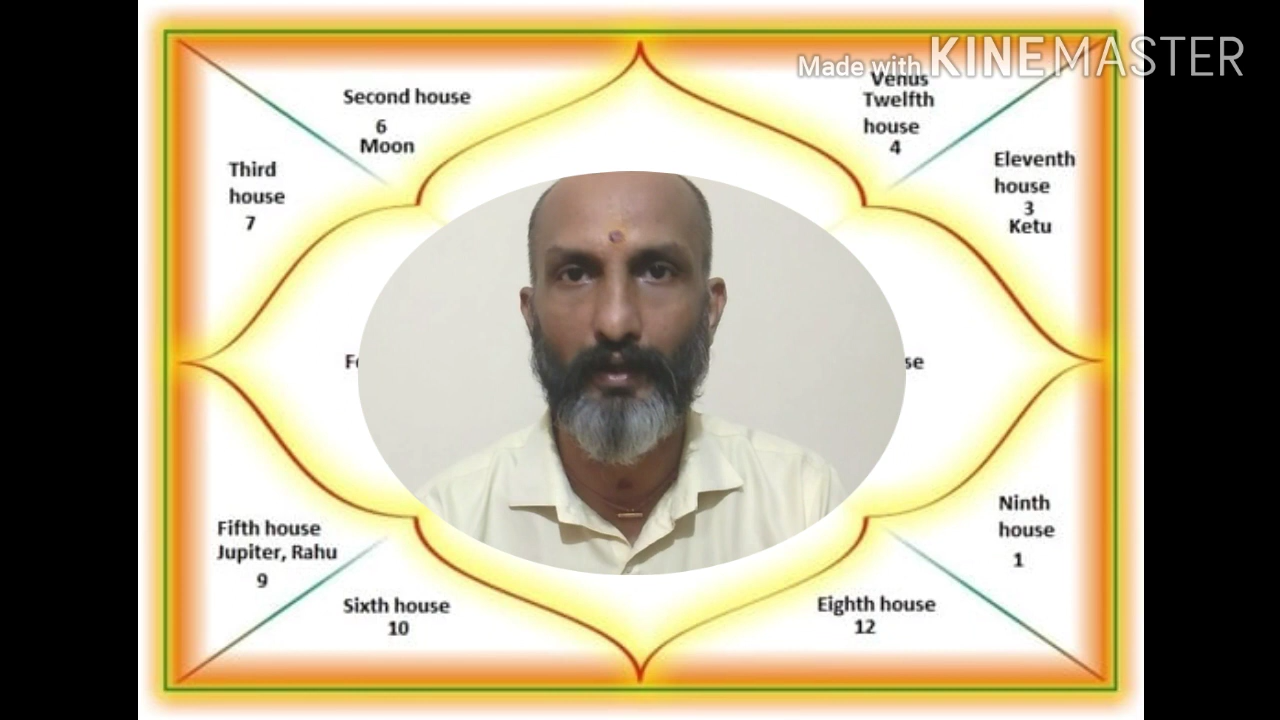 Made with KINEMASTER
Second house
6
Moon
Venus
Twelfth
house
4
Third
house
7
Eleventh
house
3
Ketu
Fifth house
Jupiter, Rahu
9
Sixth house
10
Eighth house
12
Ninth
house
1